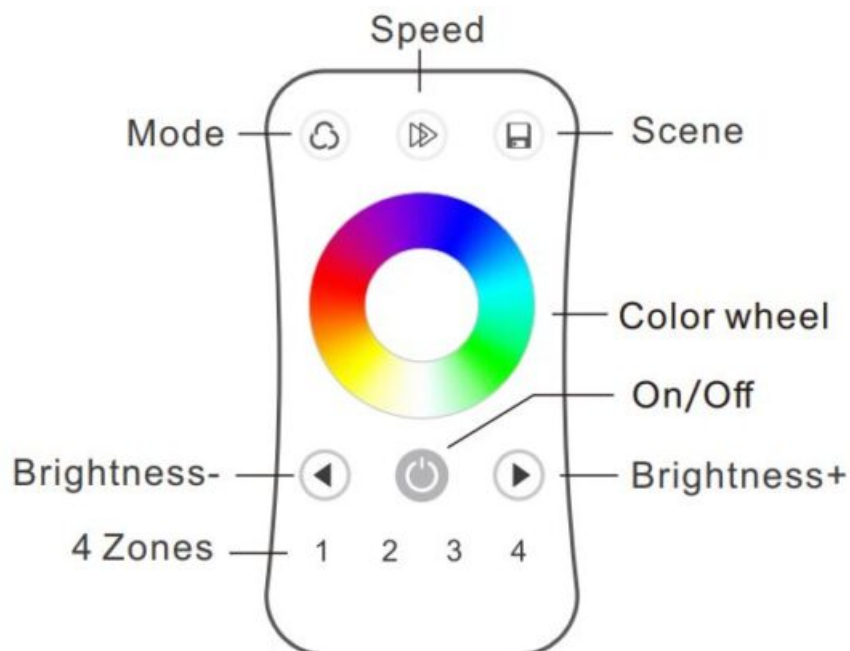 Speed
Mode
Scene
Color wheel
On/Off
Brightness-
Brightness+
4 Zones
1 2 3 4